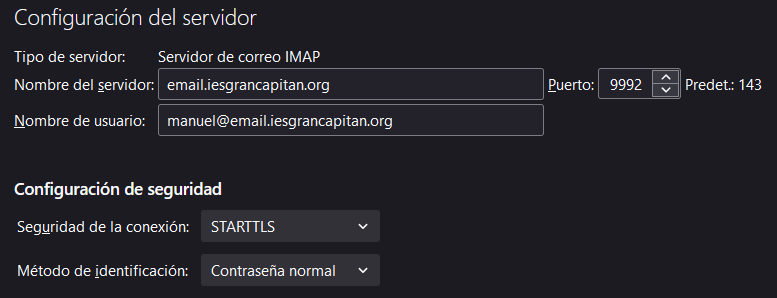 Configuración del servidor
Tipo de servidor: Servidor de correo IMAP
Nombre del servidor: email.iesgrancapitan.org Puerto: 9992 Predet.: 143
Nombre de usuario: manuel@email.iesgrancapitan.org
Configuración de seguridad
Seguridad de la conexión: STARTTLS
Método de identificación: Contraseña normal